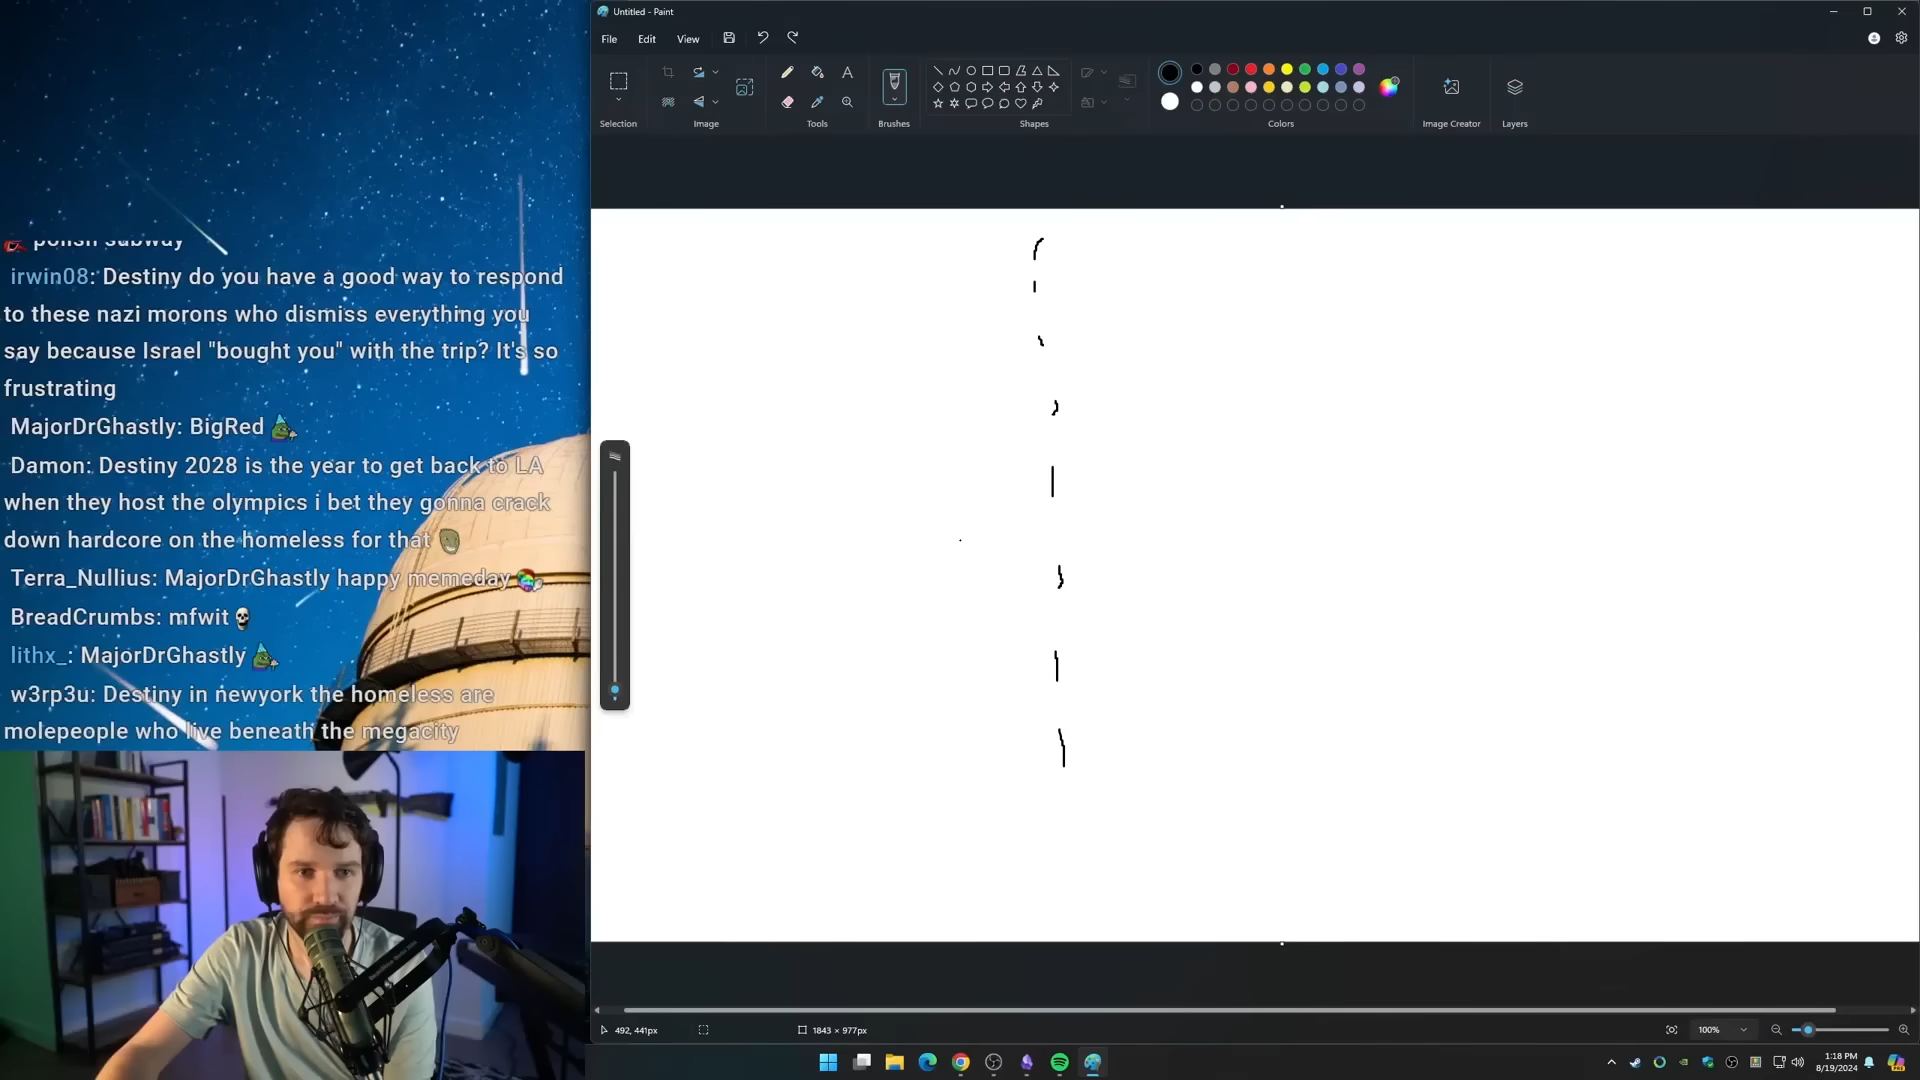 Untitled - Paint
File Edit View
Selection Image Tools Brushes Shapes Colors Image Creator Layers
polish subway
irwin08: Destiny do you have a good way to respond
to these nazi morons who dismiss everything you
say because Israel "bought you" with the trip? It's so
frustrating
MajorDrGhastly: BigRed
Damon: Destiny 2028 is the year to get back to LA
when they host the olympics i bet they gonna crack
down hardcore on the homeless for that
Terra_Nullius: MajorDrGhastly happy memeday
BreadCrumbs: mfwit
lithx_: MajorDrGhastly
w3rp3u: Destiny in newyork the homeless are
molepeople who live beneath the megacity
492, 441px 1843 × 977px 100%
1:18 PM
8/19/2024